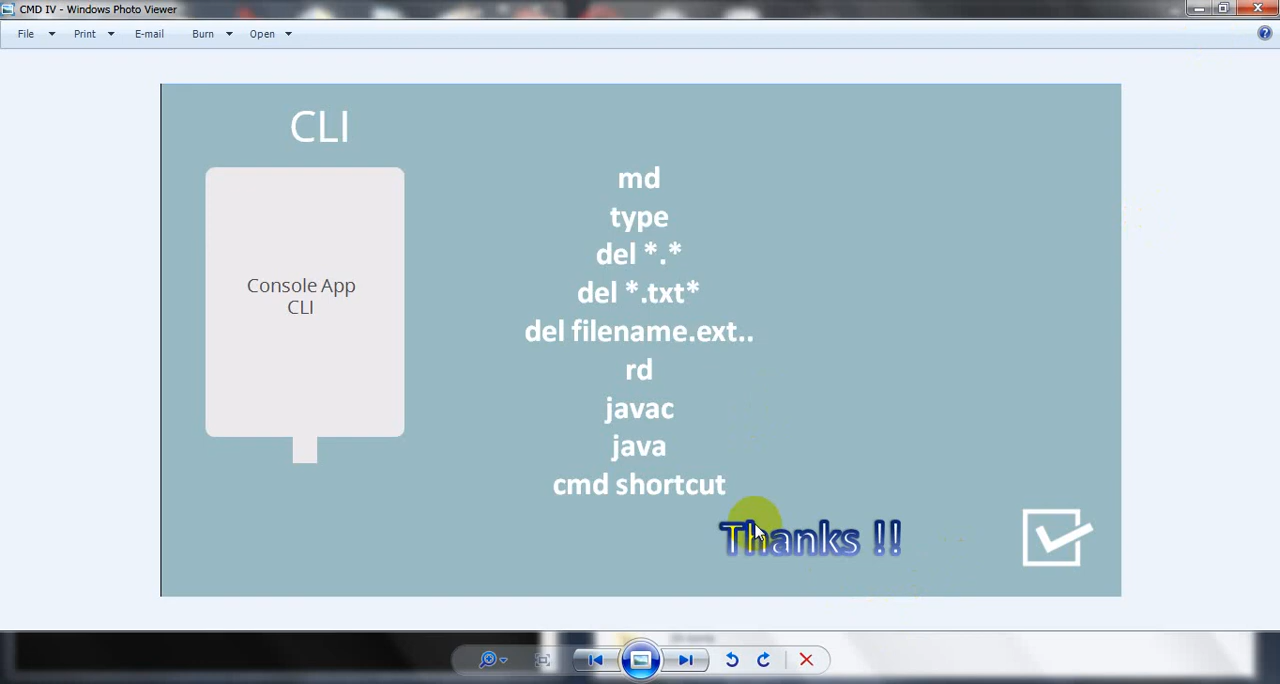 CMD IV - Windows Photo Viewer
File Print E-mail Burn Open
CLI
Console App
CLI
md
type
del *.*
del *.txt*
del filename.ext..
rd
javac
java
cmd shortcut
Thanks !!